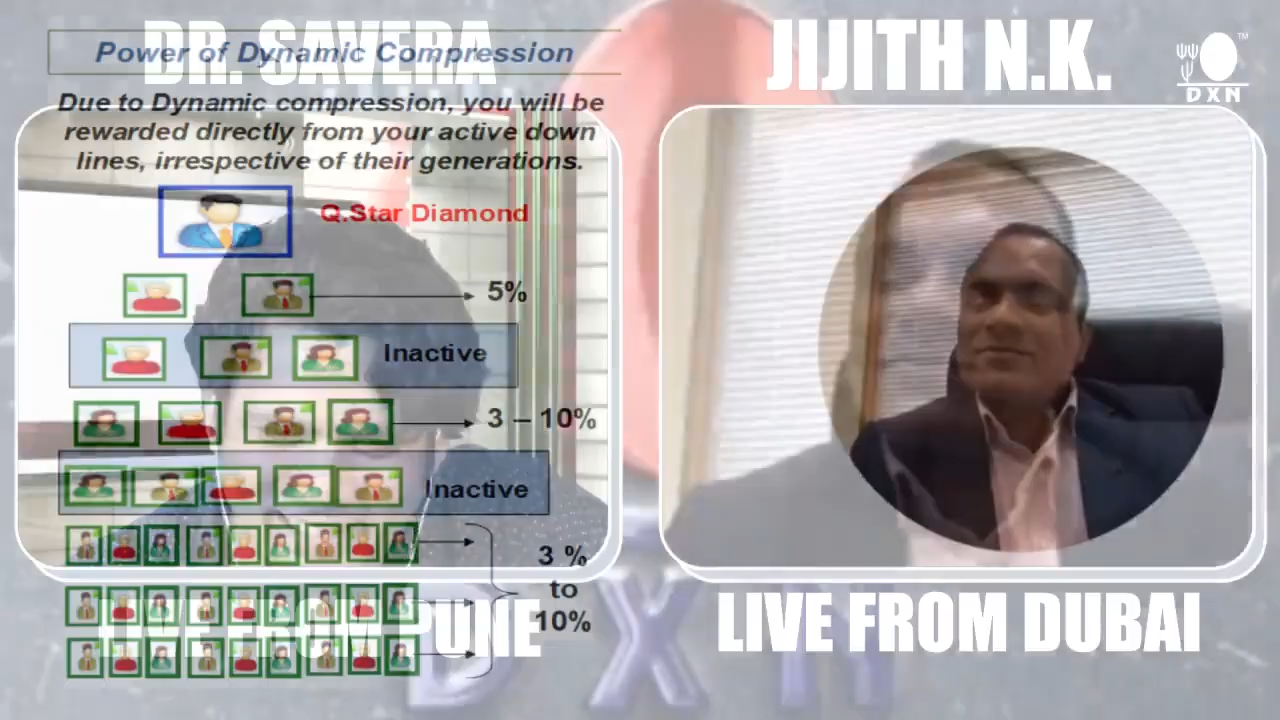 DR. SAVERA
Power of Dynamic Compression
Due to Dynamic compression, you will be
rewarded directly from your active down
lines, irrespective of their generations.
Q.Star Diamond
5%
Inactive
3 – 10%
Inactive
3 %
to
10%
LIVE FROM PUNE
JIJITH N.K.
DXN
TM
LIVE FROM DUBAI
DXN